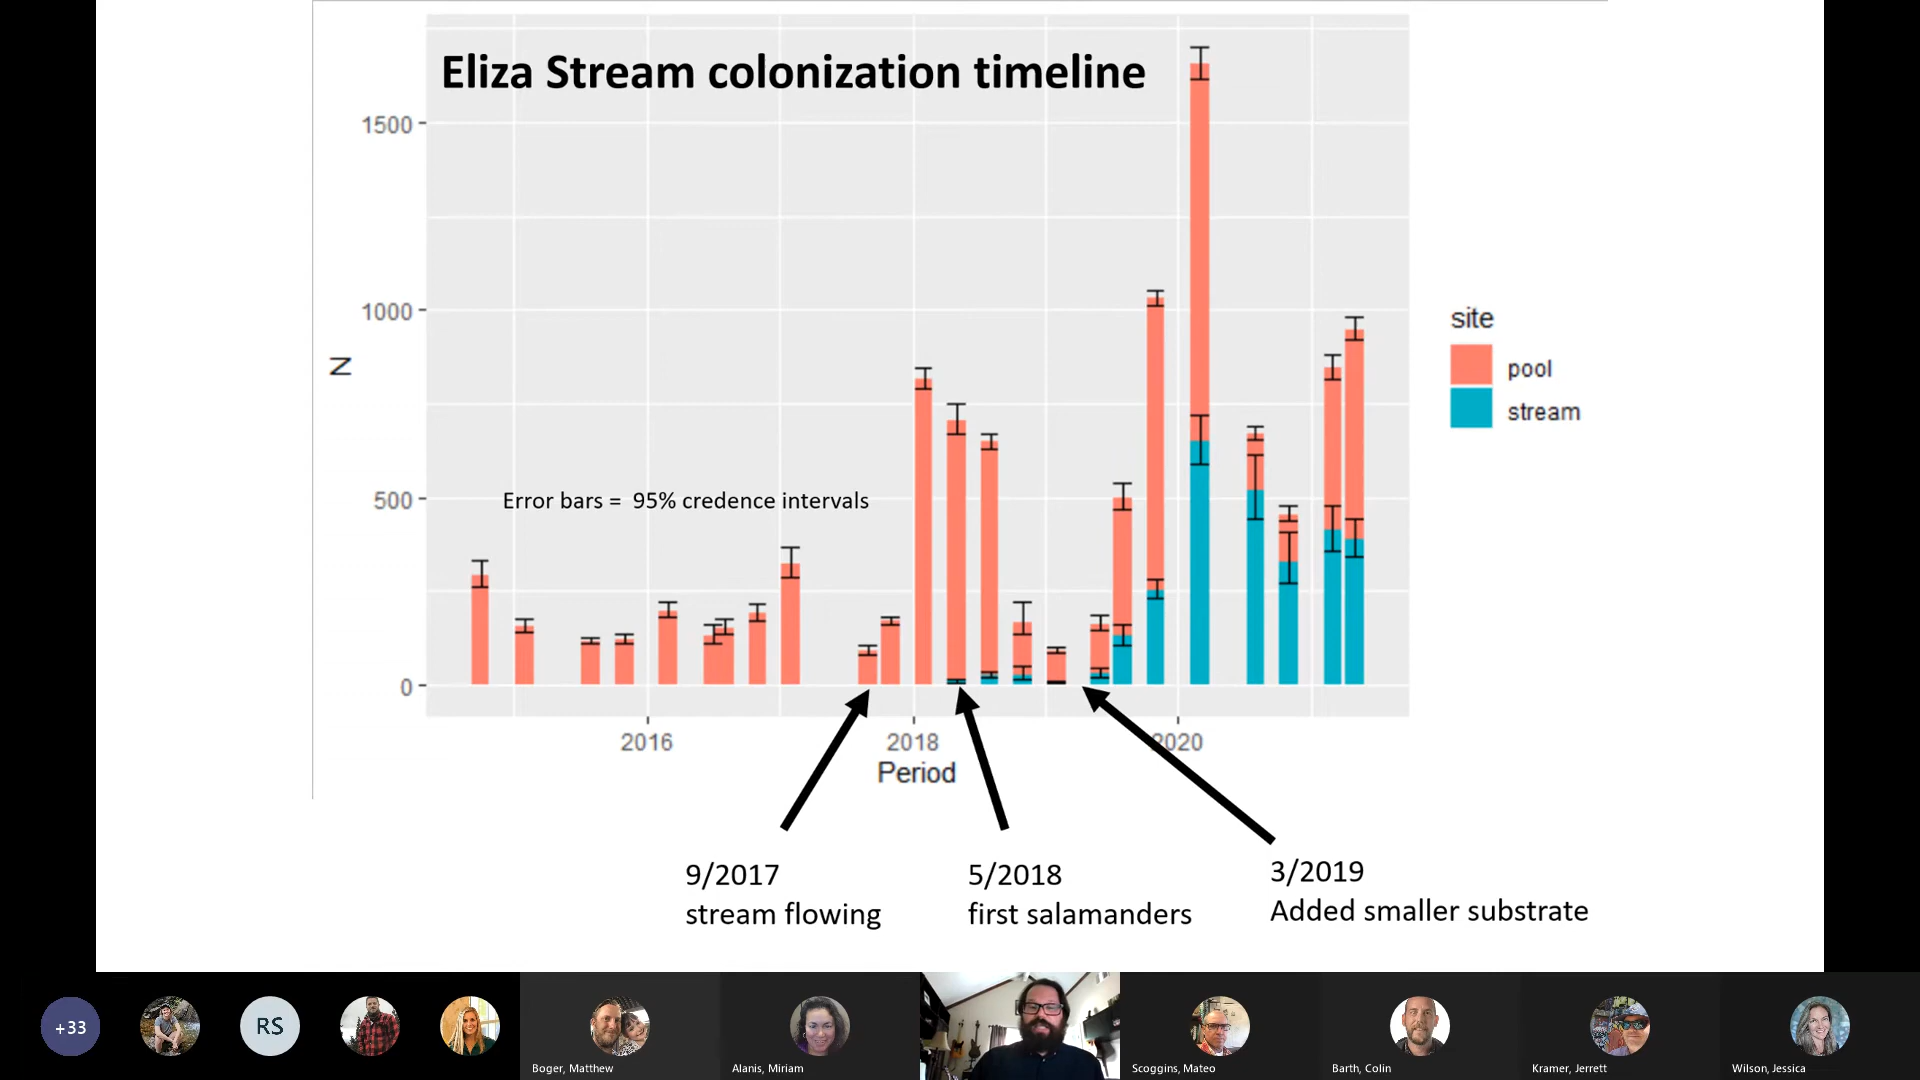 Eliza Stream colonization timeline
1500
1000
500
0
N
Error bars = 95% credence intervals
site
pool
stream
2016
2018
2020
Period
9/2017
stream flowing
5/2018
first salamanders
3/2019
Added smaller substrate
+33
RS
Boger, Matthew
Alanis, Miriam
Scoggins, Mateo
Barth, Colin
Kramer, Jerrett
Wilson, Jessica